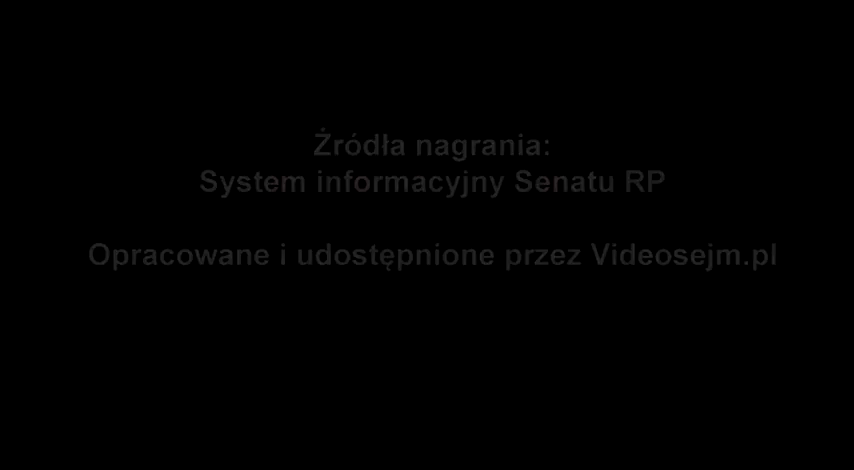 Źródła nagrania:
System informacyjny Senatu RP
Opracowane i udostępnione przez Videosejm.pl